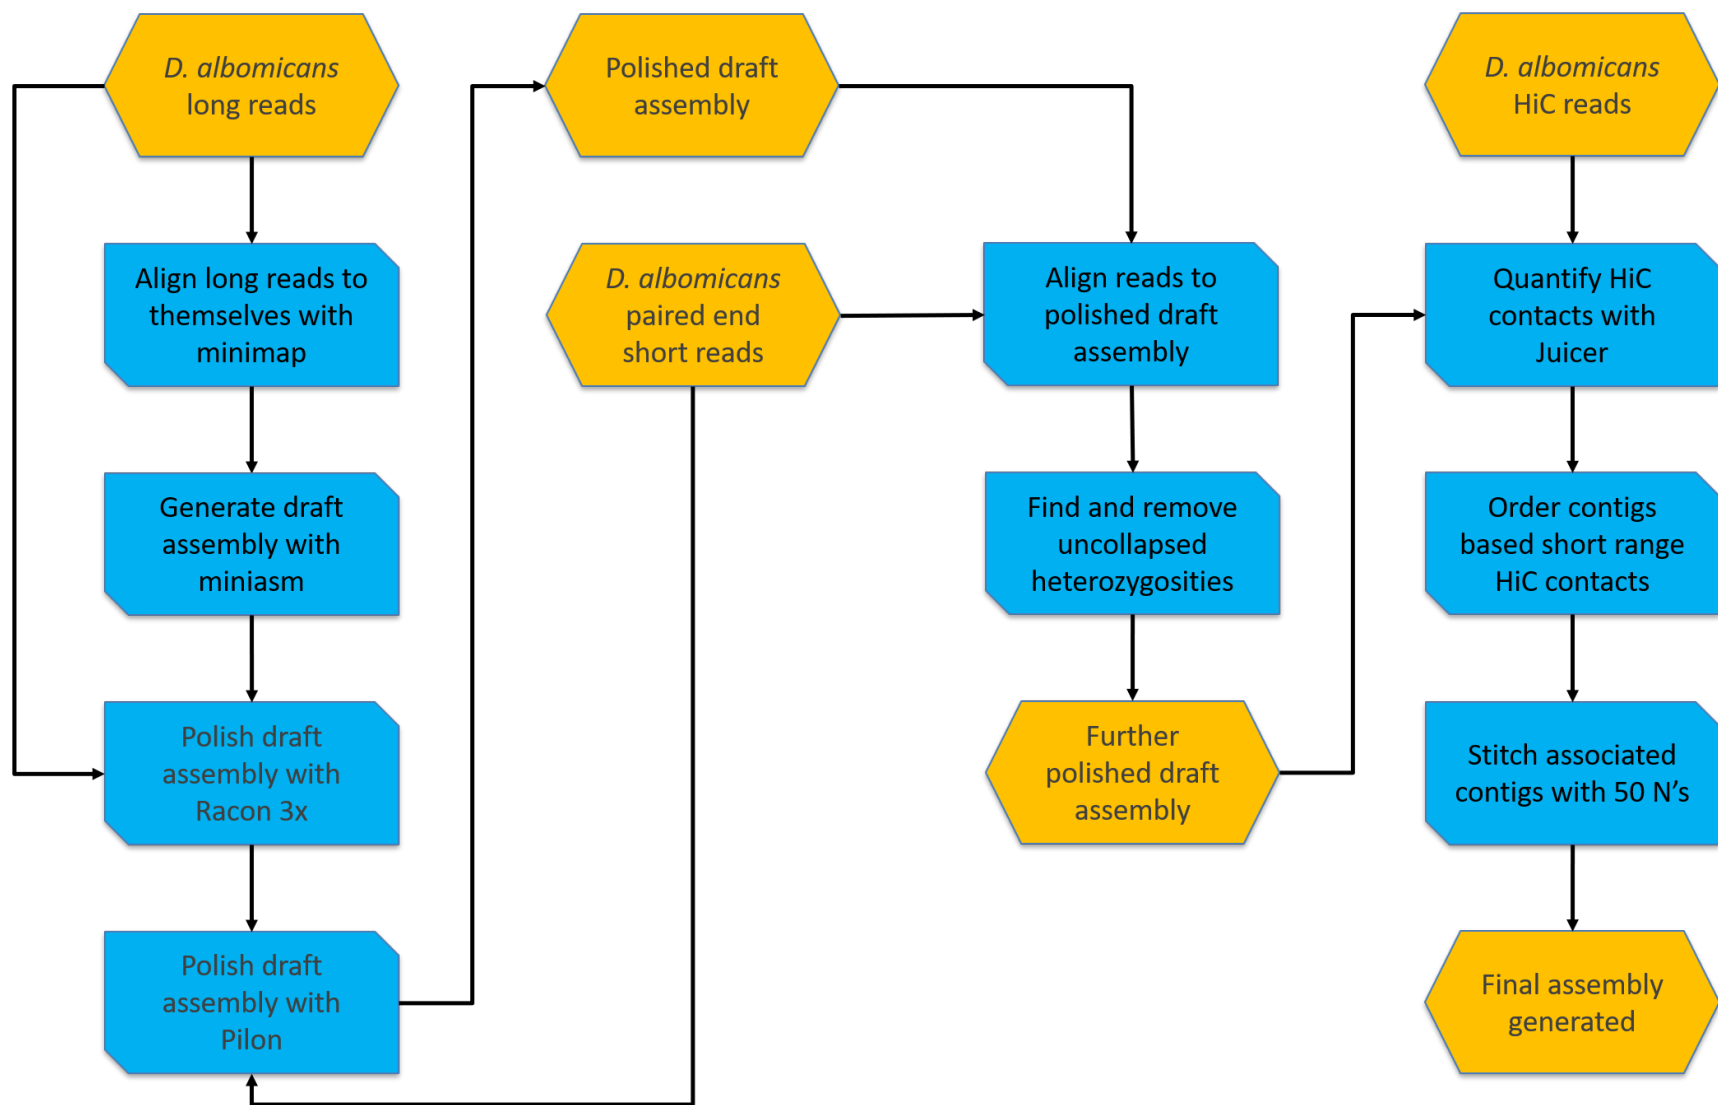 D. albomicans
long reads
Align long reads to
themselves with
minimap
Generate draft
assembly with
miniasm
Polish draft
assembly with
Racon 3x
Polish draft
assembly with
Pilon
Polished draft
assembly
D. albomicans
paired end
short reads
Align reads to
polished draft
assembly
Find and remove
uncollapsed
heterozygosities
Further
polished draft
assembly
D. albomicans
HiC reads
Quantify HiC
contacts with
Juicer
Order contigs
based short range
HiC contacts
Stitch associated
contigs with 50 N’s
Final assembly
generated